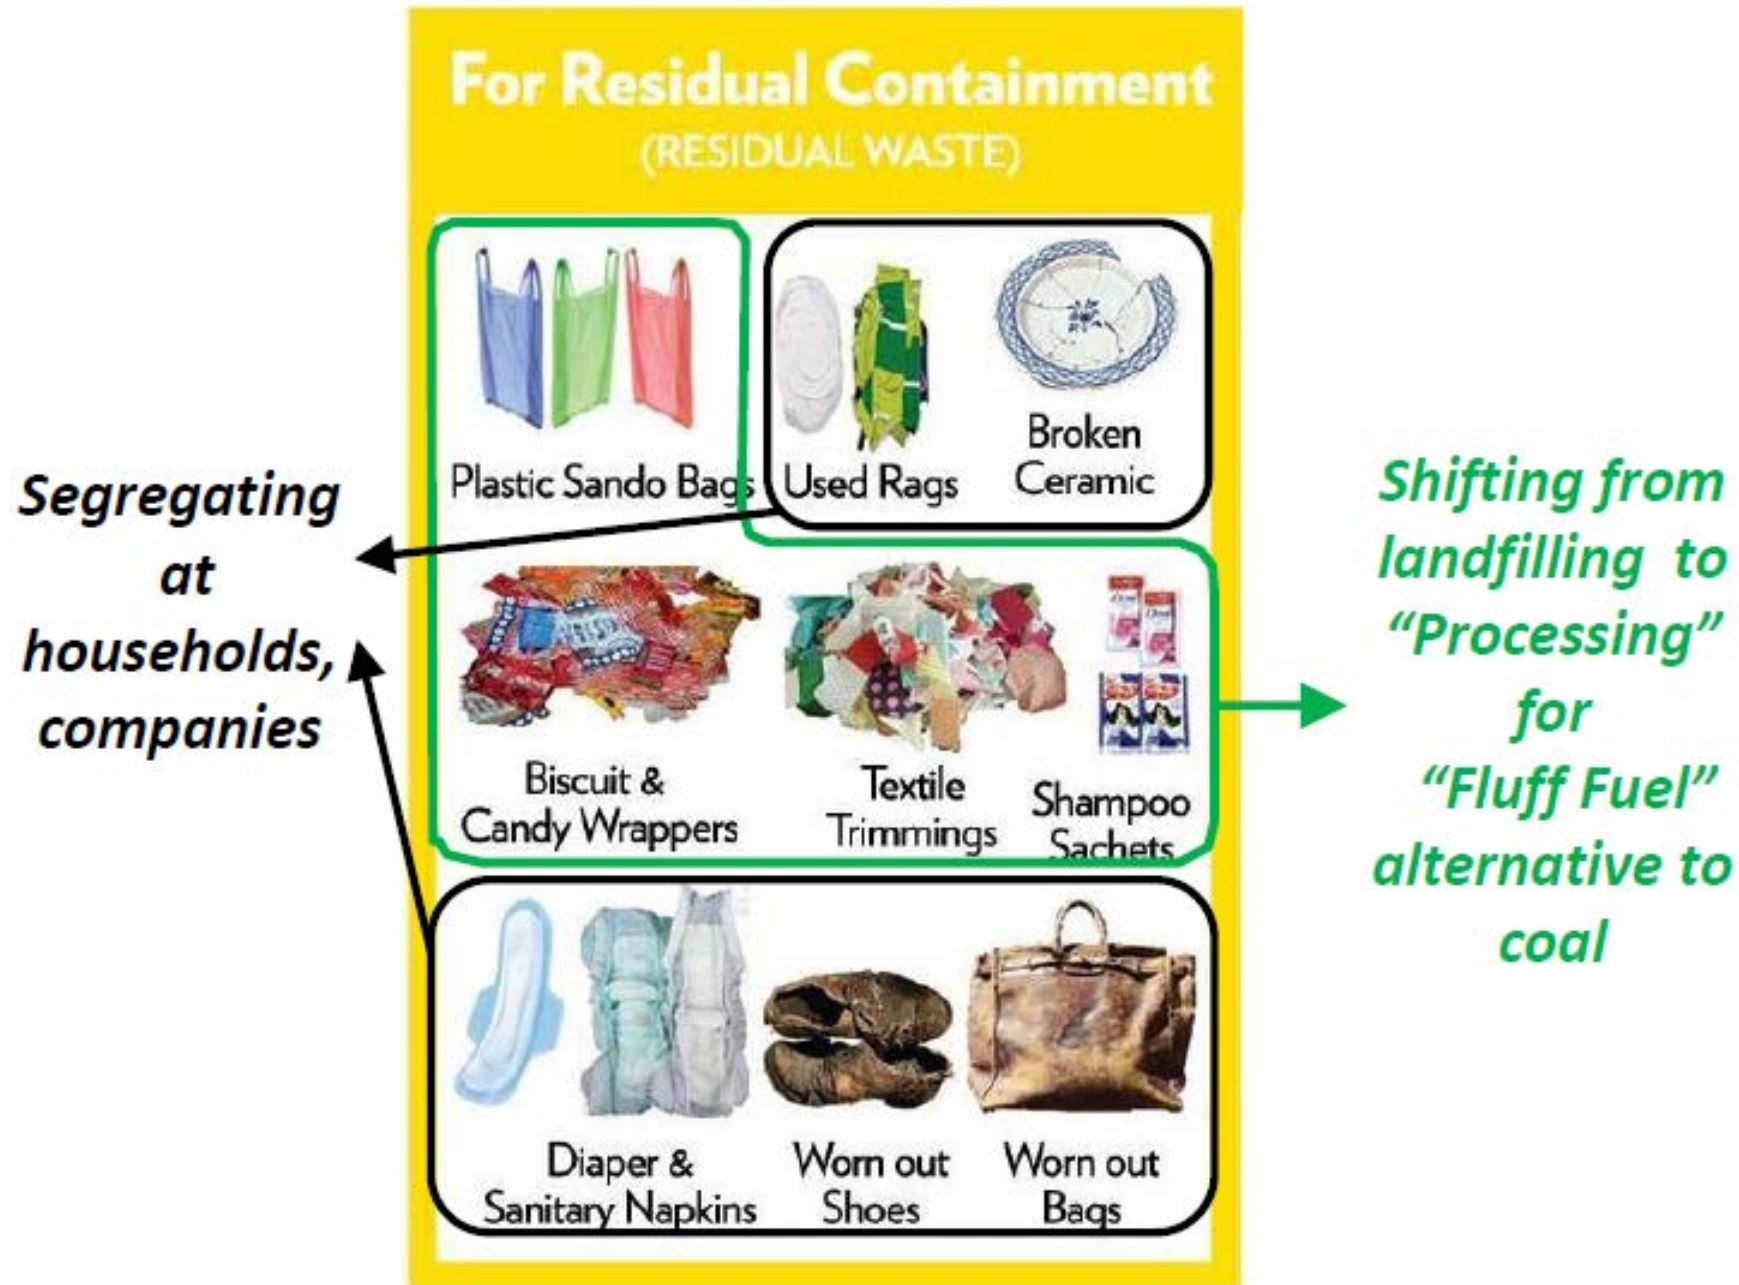 For Residual Containment
(RESIDUAL WASTE)
Segregating
at
households,
companies
Plastic Sando Bags
Used Rags
Broken
Ceramic
Biscuit &
Candy Wrappers
Textile
Trimmings
Shampoo
Sachets
Diaper &
Sanitary Napkins
Worn out
Shoes
Worn out
Bags
Shifting from
landfilling to
“Processing”
for
“Fluff Fuel”
alternative to
coal